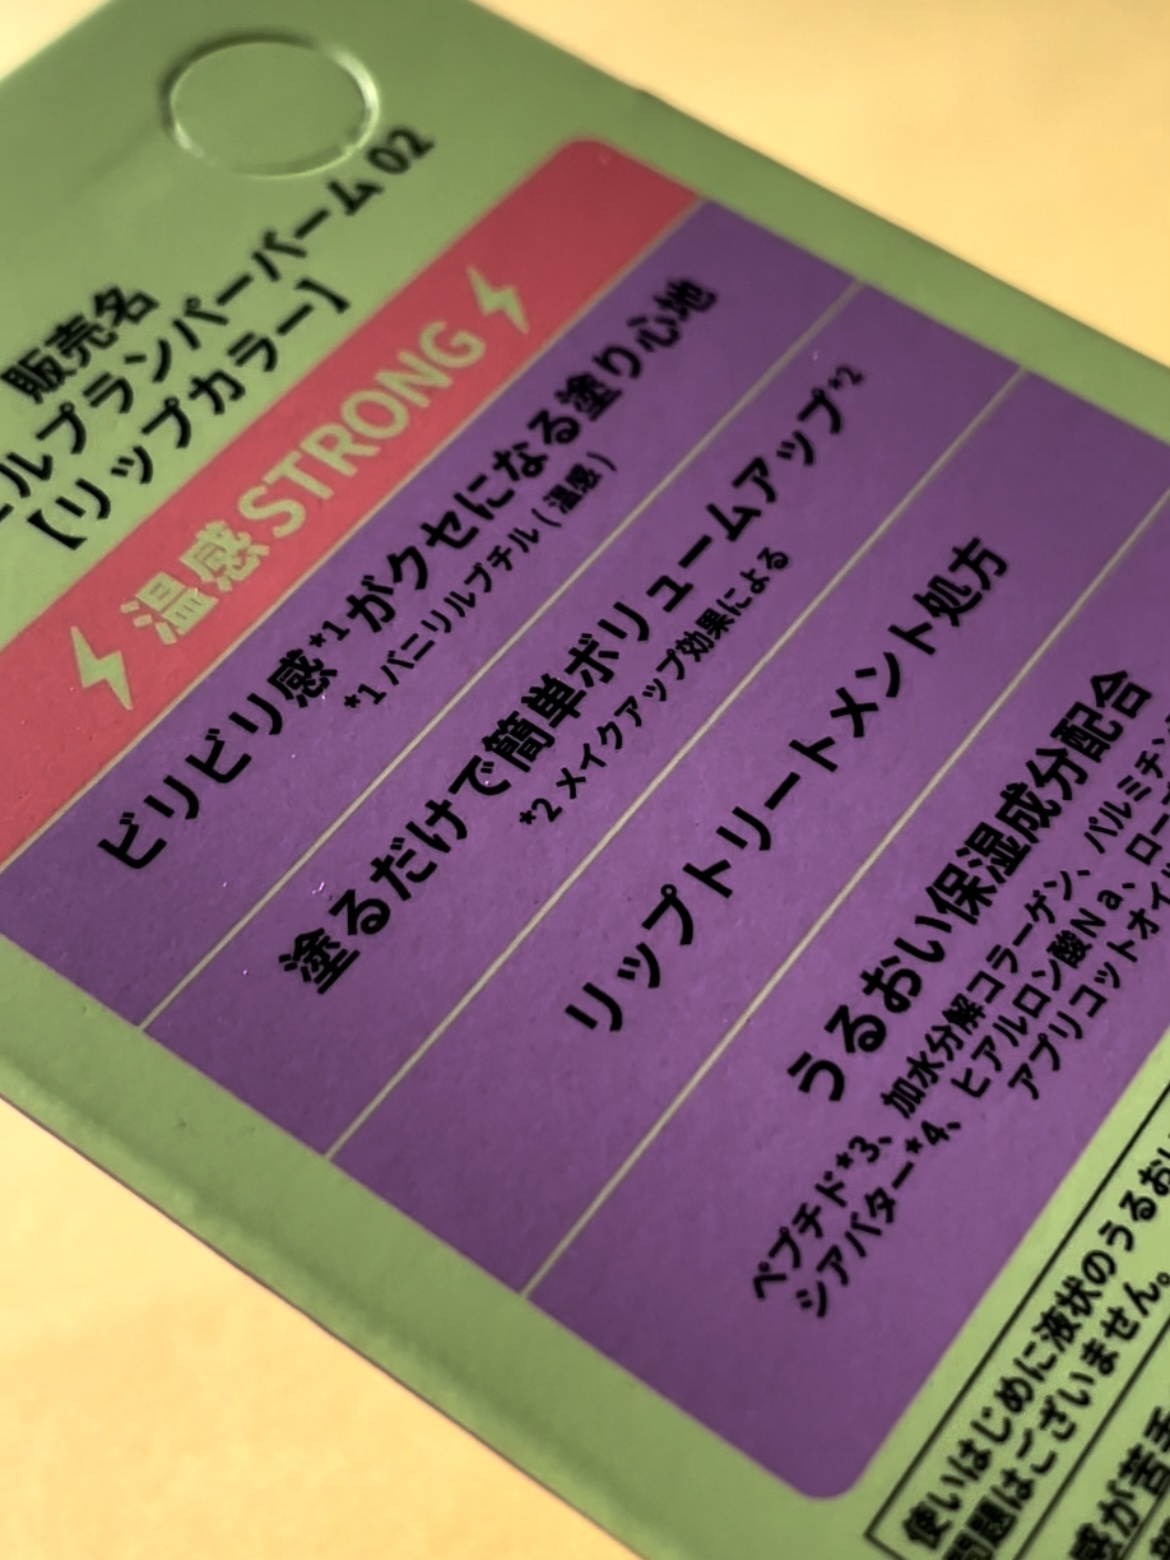 販売名
ルプランパーバーム 02
【リップカラー】
温感 STRONG
ビリビリ感*1がクセになる塗り心地
*1 バニリルブチル ( 温感 )
塗るだけで簡単ボリュームアップ*2
*2 メイクアップ効果による
リップトリートメント処方
うるおい保湿成分配合
ペプチド*3、加水分解コラーゲン、パルミチン
シアバター*4、ヒアルロン酸Na、ロー
アプリコットオイル
使いはじめに液状のうるおい
問題はございません。
感が苦手